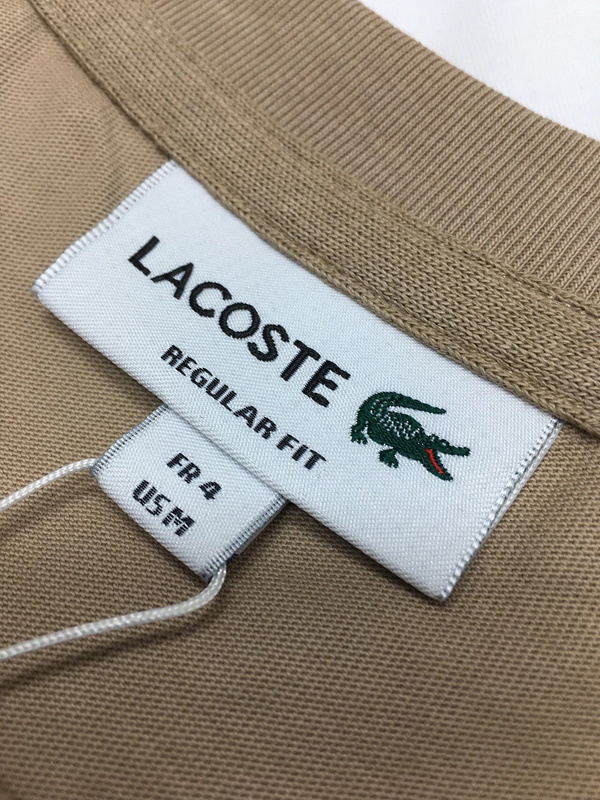 LACOSTE
REGULAR FIT
FR 4
US M